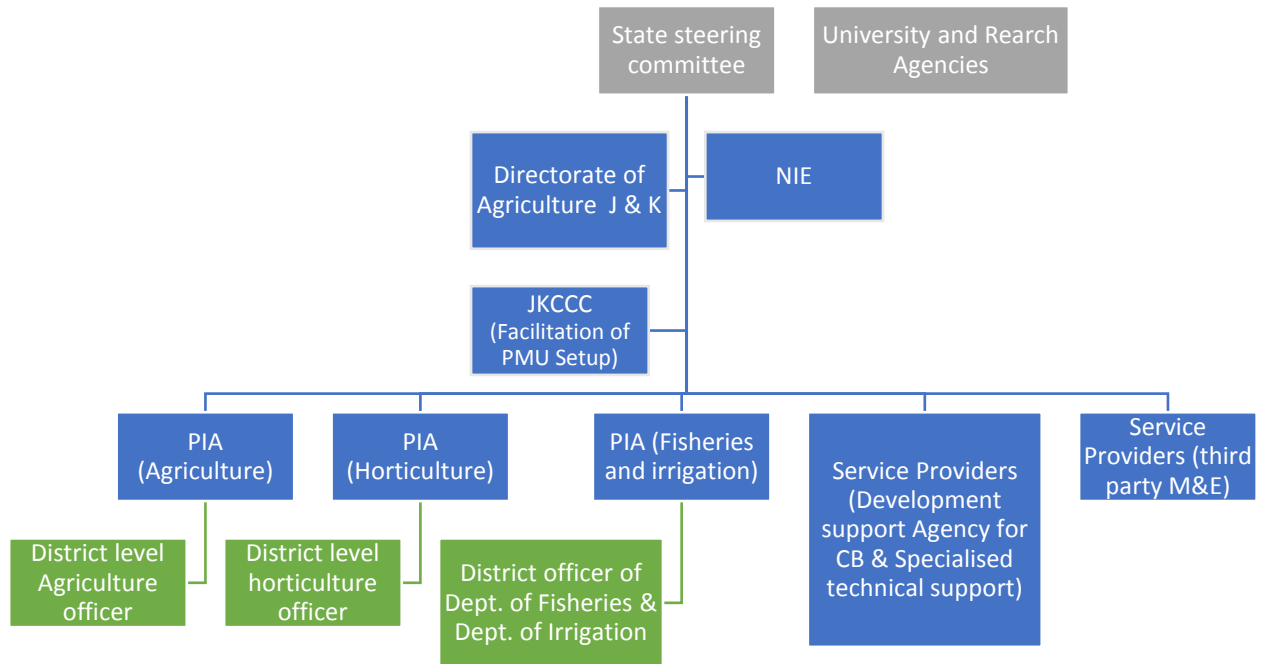 State steering
committee
University and Rearch
Agencies
Directorate of
Agriculture J & K
NIE
JKCCC
(Facilitation of
PMU Setup)
PIA
(Agriculture)
PIA
(Horticulture)
PIA (Fisheries
and irrigation)
Service Providers
(Development
support Agency for
CB & Specialised
technical support)
Service
Providers (third
party M&E)
District level
Agriculture
officer
District level
horticulture
officer
District officer of
Dept. of Fisheries &
Dept. of Irrigation